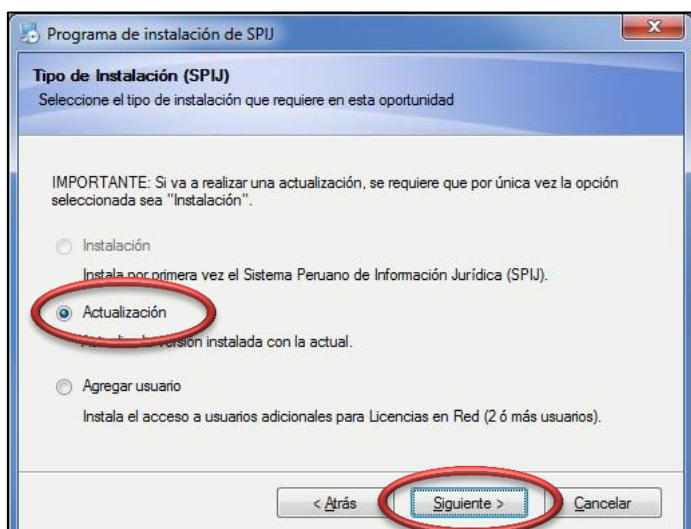 Programa de instalación de SPIJ
Tipo de Instalación (SPIJ)
Seleccione el tipo de instalación que requiere en esta oportunidad
IMPORTANTE: Si va a realizar una actualización, se requiere que por única vez la opción
seleccionada sea "Instalación".
Instalación
Instala por primera vez el Sistema Peruano de Información Jurídica (SPIJ).
Actualización
versión instalada con la actual.
Agregar usuario
Instala el acceso a usuarios adicionales para Licencias en Red (2 ó más usuarios).
< Atrás
Siguiente >
Cancelar